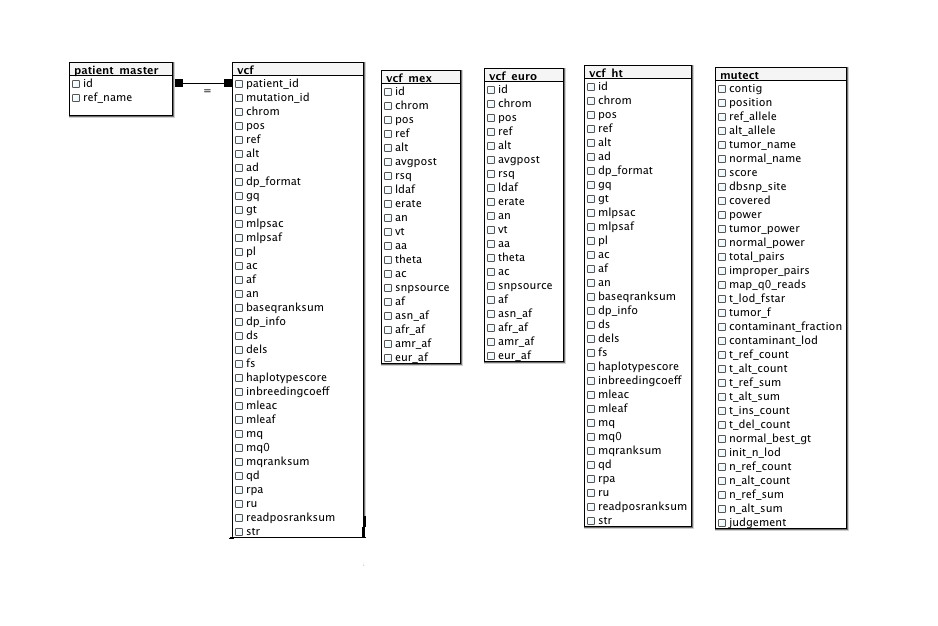 patient_master
id
ref_name
=
vcf
patient_id
mutation_id
chrom
pos
ref
alt
ad
dp_format
gq
gt
mlpsac
mlpsaf
pl
ac
af
an
baseqranksum
dp_info
ds
dels
fs
haplotypescore
inbreedingcoeff
mleac
mleaf
mq
mq0
mqranksum
qd
rpa
ru
readposranksum
str
vcf_mex
id
chrom
pos
ref
alt
avgpost
rsq
ldaf
erate
an
vt
aa
theta
ac
snpsource
af
asn_af
afr_af
amr_af
eur_af
vcf_euro
id
chrom
pos
ref
alt
avgpost
rsq
ldaf
erate
an
vt
aa
theta
ac
snpsource
af
asn_af
afr_af
amr_af
eur_af
vcf_ht
id
chrom
pos
ref
alt
ad
dp_format
gq
gt
mlpsac
mlpsaf
pl
ac
af
an
baseqranksum
dp_info
ds
dels
fs
haplotypescore
inbreedingcoeff
mleac
mleaf
mq
mq0
mqranksum
qd
rpa
ru
readposranksum
str
mutect
contig
position
ref_allele
alt_allele
tumor_name
normal_name
score
dbsnp_site
covered
power
tumor_power
normal_power
total_pairs
improper_pairs
map_q0_reads
t_lod_fstar
tumor_f
contaminant_fraction
contaminant_lod
t_ref_count
t_alt_count
t_ref_sum
t_alt_sum
t_ins_count
t_del_count
normal_best_gt
init_n_lod
n_ref_count
n_alt_count
n_ref_sum
n_alt_sum
judgement